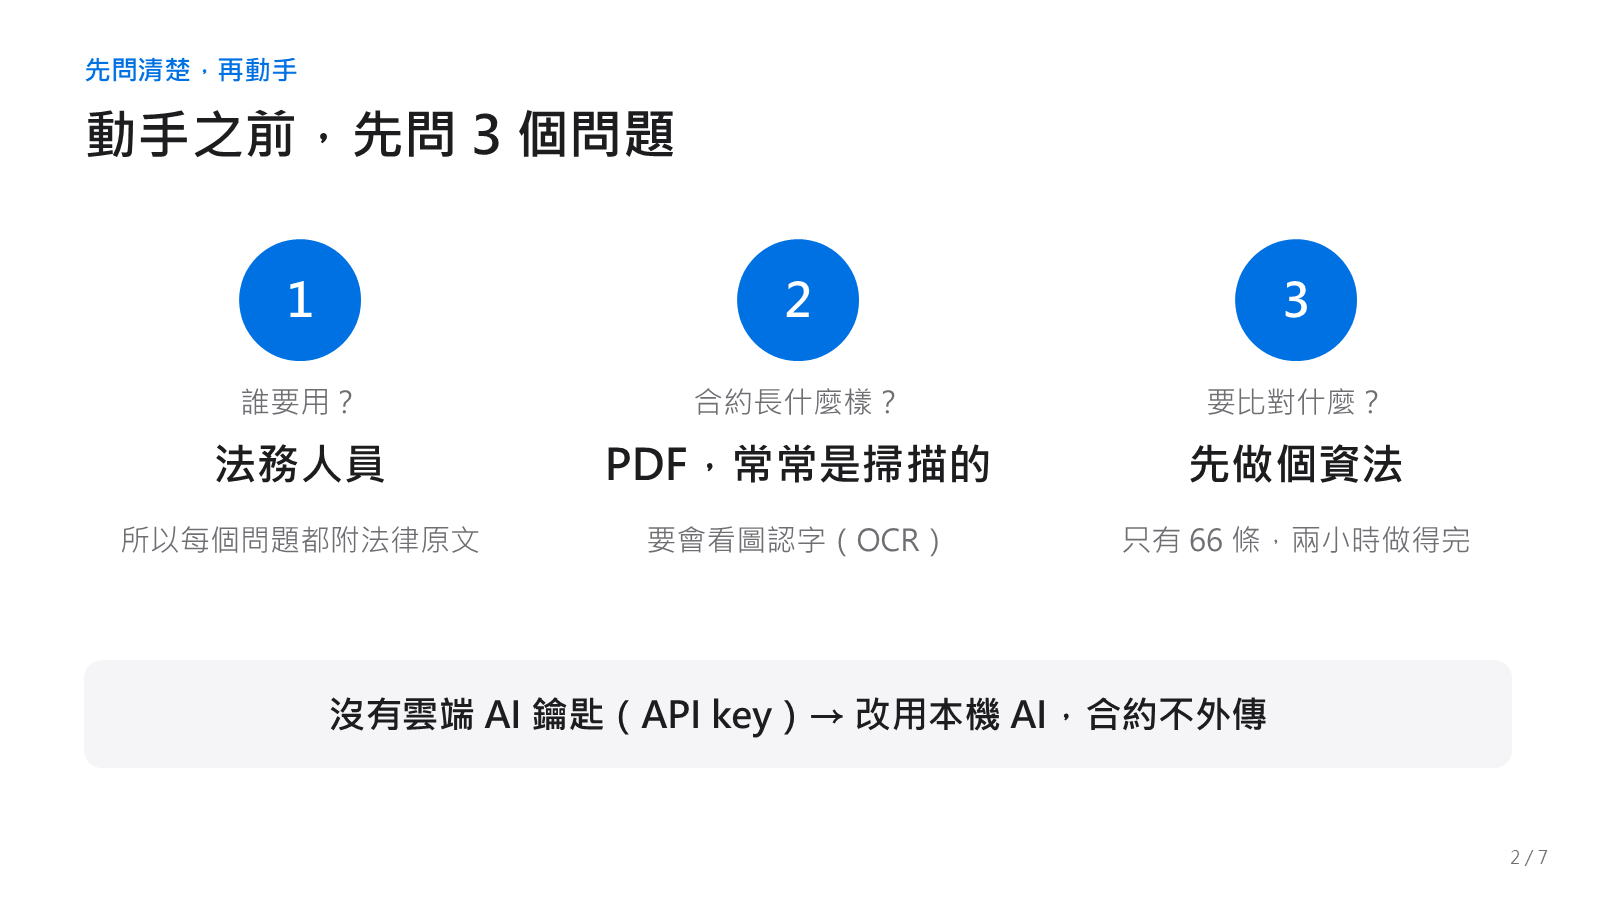 先問清楚，再動手
動手之前，先問 3 個問題
1
2
3
誰要用？
合約長什麼樣？
要比對什麼？
法務人員
PDF，常常是掃描的
先做個資法
所以每個問題都附法律原文
要會看圖認字（OCR）
只有 66 條，兩小時做得完
沒有雲端 AI 鑰匙（API key）→ 改用本機 AI，合約不外傳
2 / 7